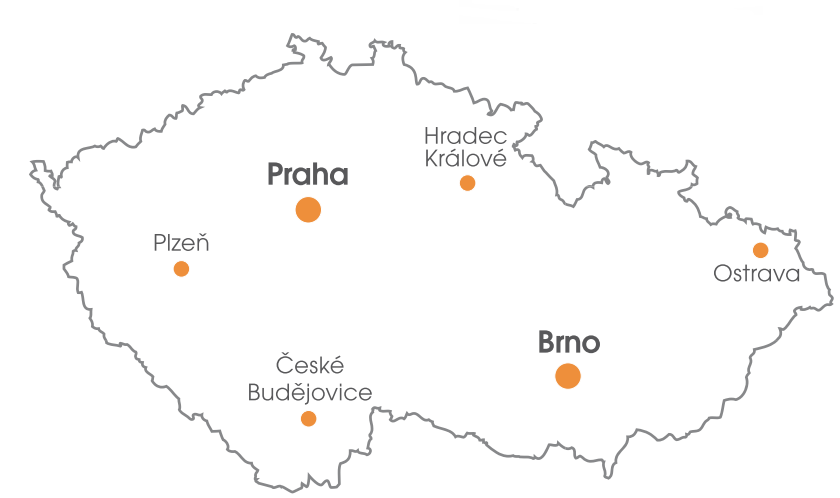 Hradec
Králové
Praha
Plzeň
Ostrava
Brno
České
Budějovice